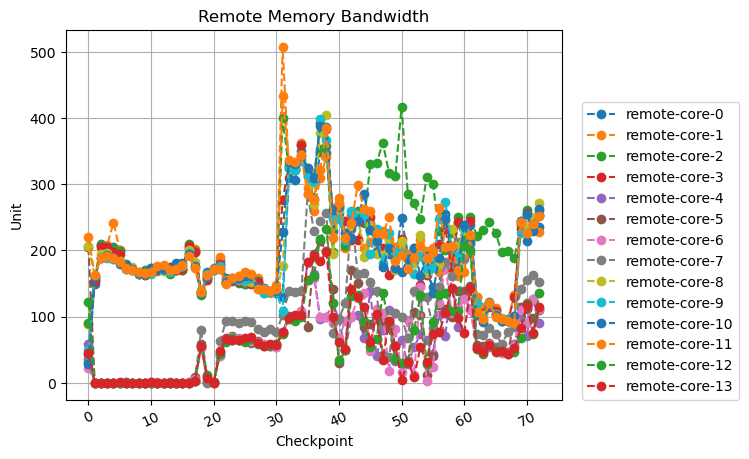 Remote Memory Bandwidth
Unit
500
400
300
200
100
0
0
10
20
30
40
50
60
70
Checkpoint
remote-core-0
remote-core-1
remote-core-2
remote-core-3
remote-core-4
remote-core-5
remote-core-6
remote-core-7
remote-core-8
remote-core-9
remote-core-10
remote-core-11
remote-core-12
remote-core-13